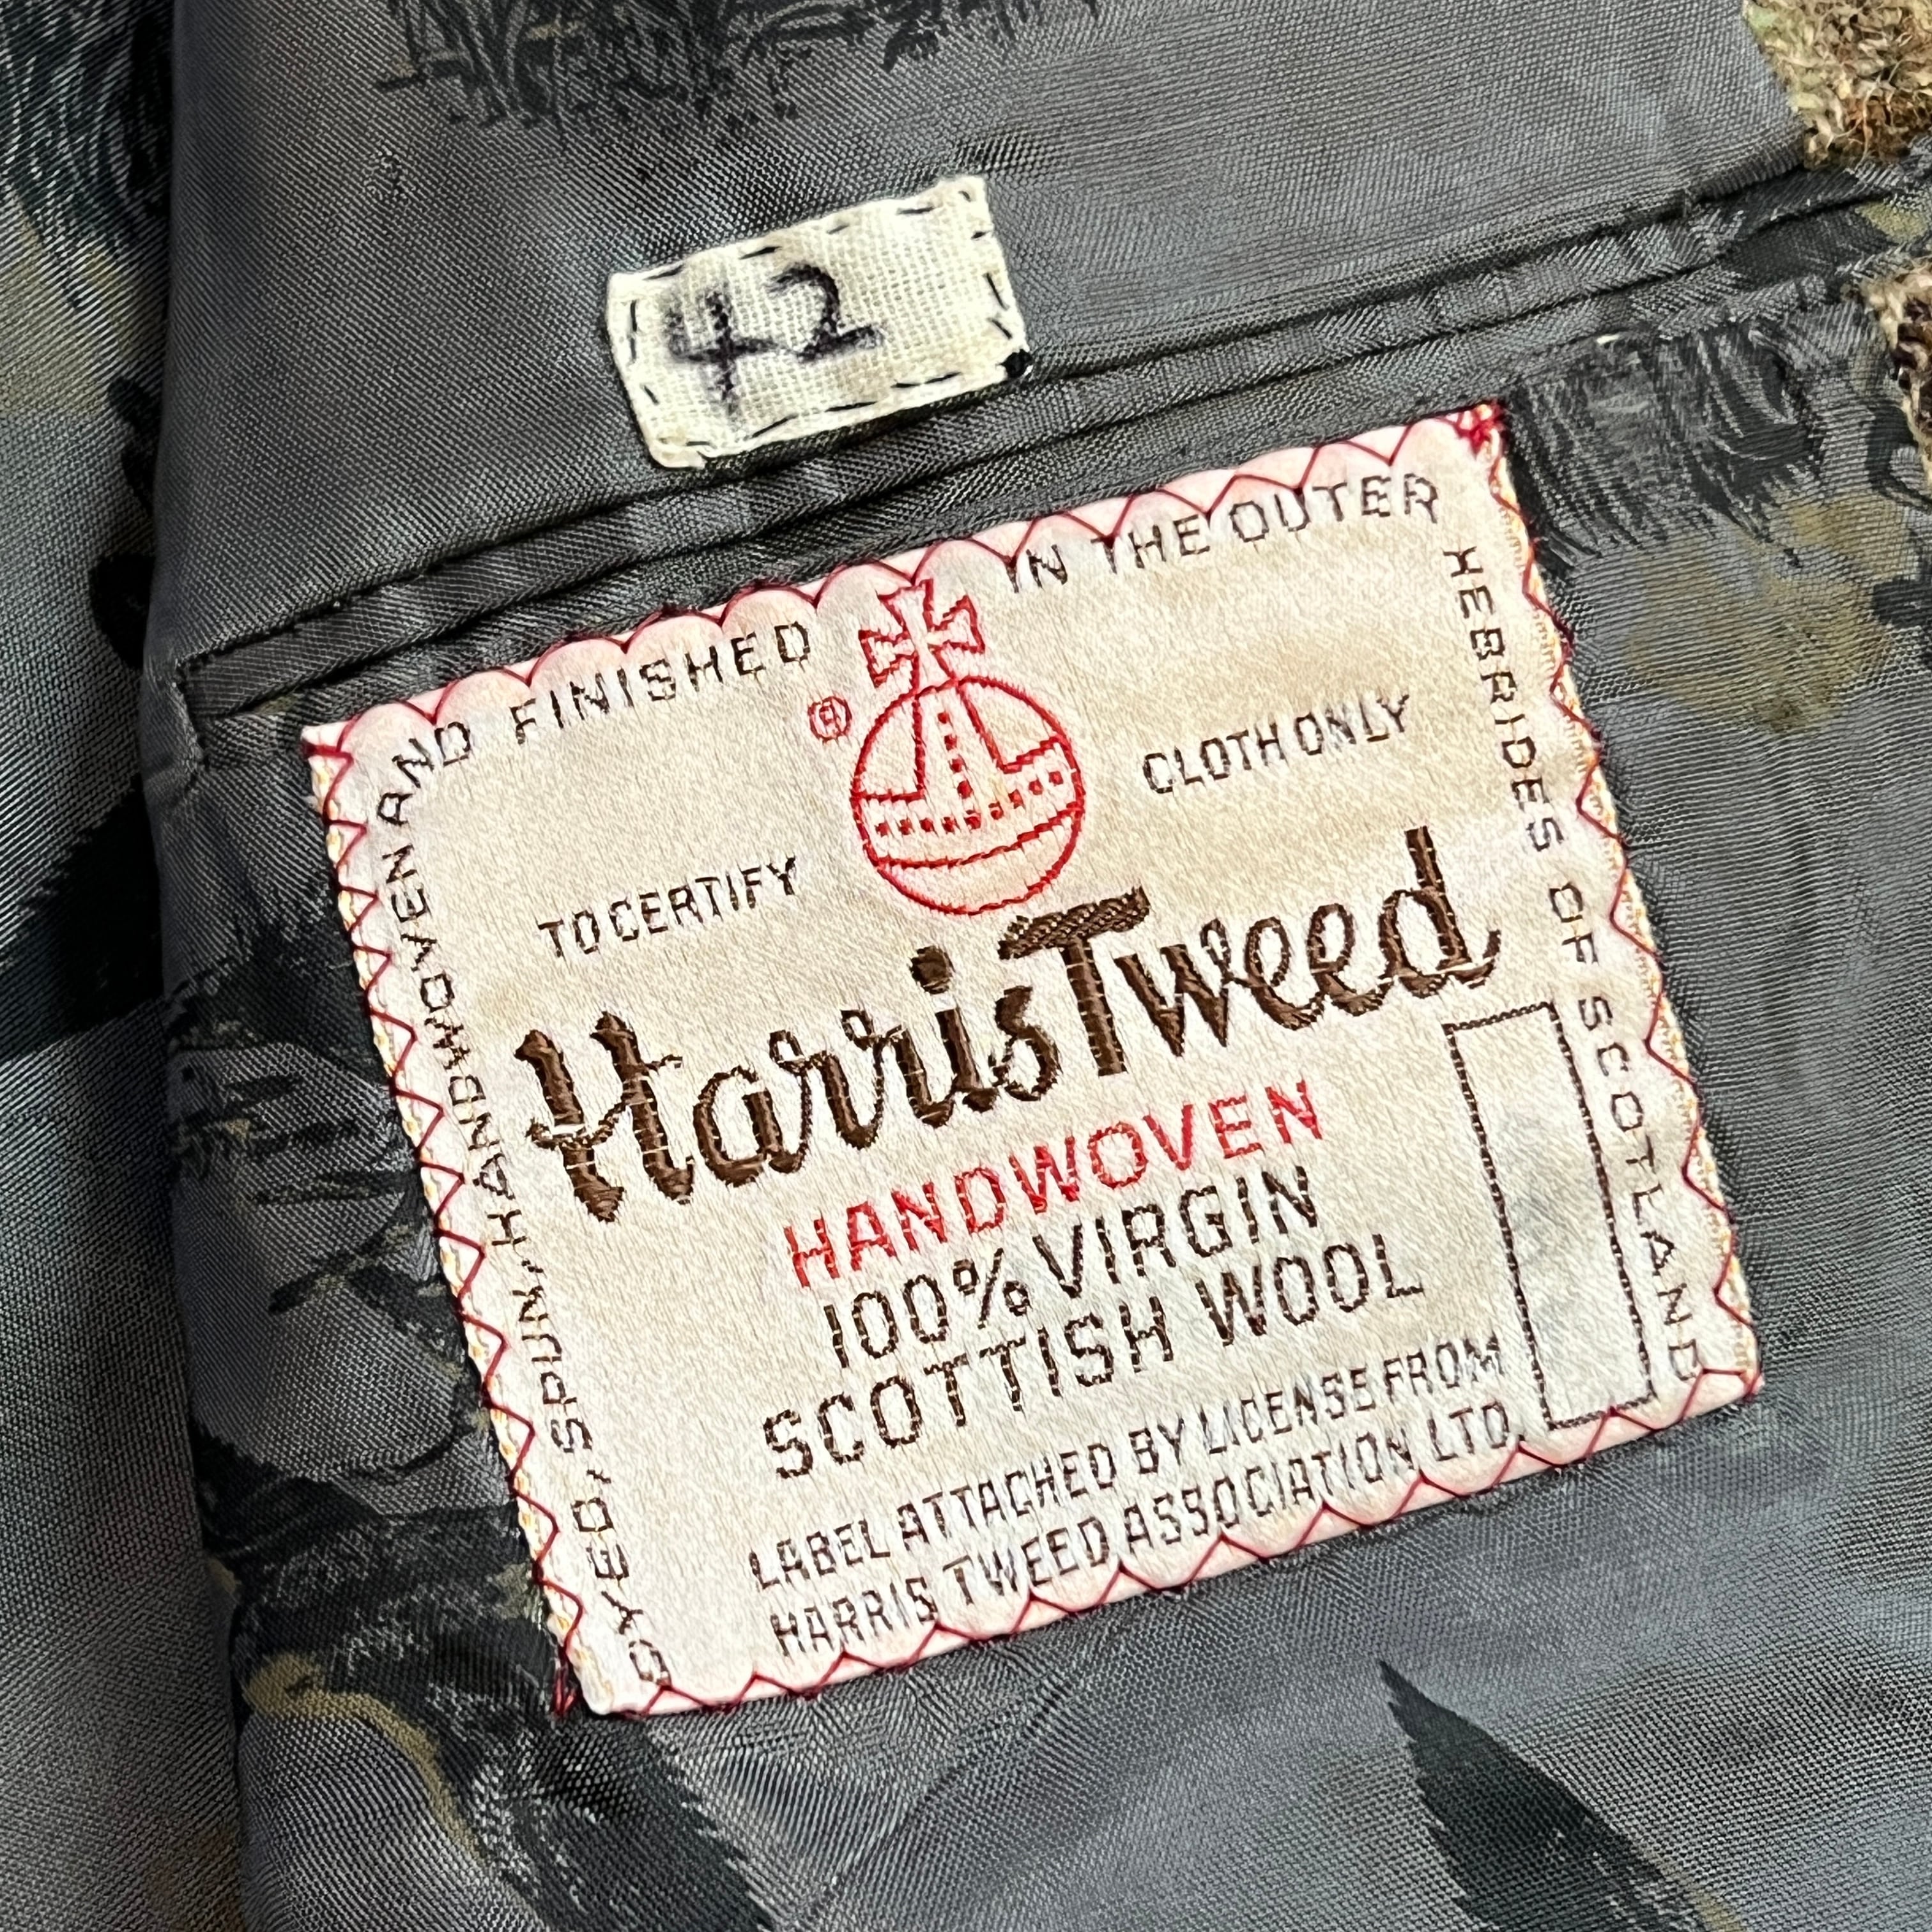 42
DYED, SPUN, HANDWOVEN AND FINISHED IN THE OUTER HEBRIDES OF SCOTLAND
®
TO CERTIFY CLOTH ONLY
Harris Tweed
HANDWOVEN
100% VIRGIN
SCOTTISH WOOL
LABEL ATTACHED BY LICENSE FROM
HARRIS TWEED ASSOCIATION LTD.